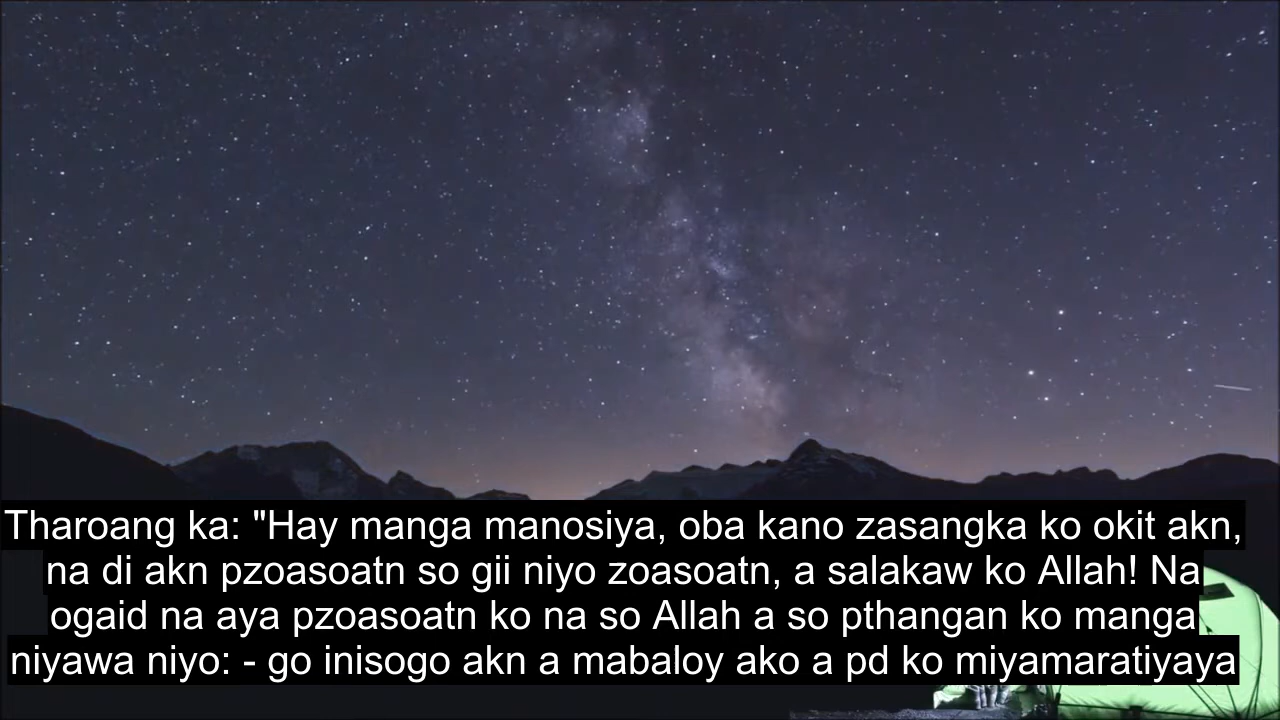 Tharoang ka: "Hay manga manosiya, oba kano zasangka ko okit akn,
na di akn pzoasoatn so gii niyo zoasoatn, a salakaw ko Allah! Na
ogaid na aya pzoasoatn ko na so Allah a so pthangan ko manga
niyawa niyo: - go inisogo akn a mabaloy ako a pd ko miyamaratiyaya